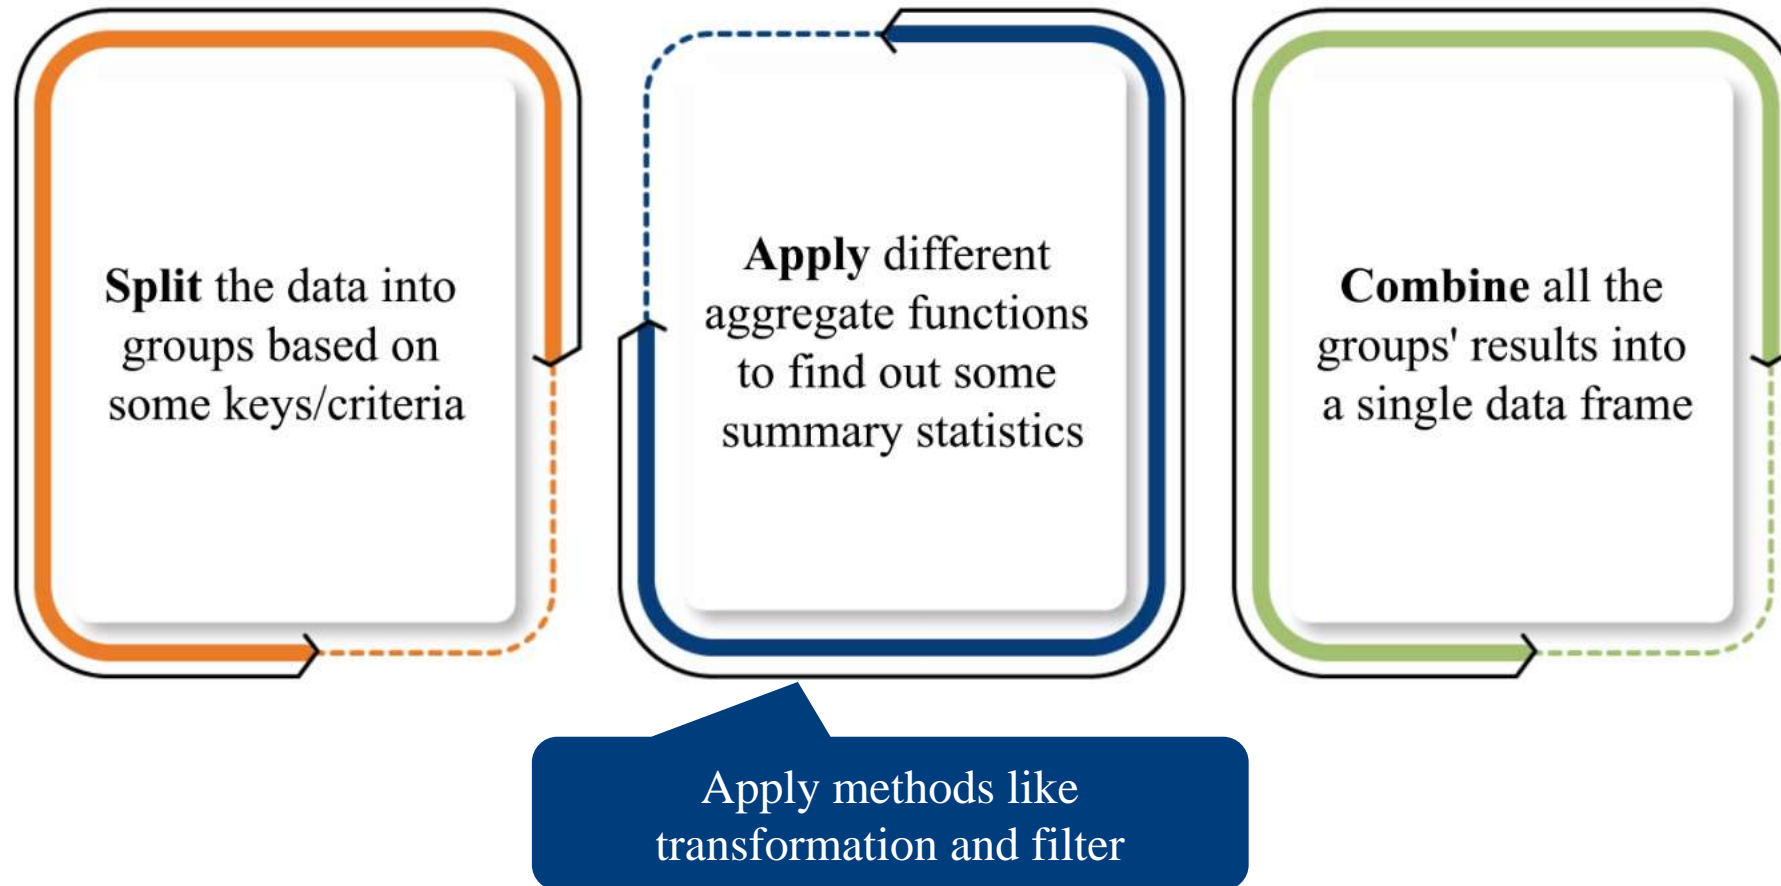 Split the data into
groups based on
some keys/criteria
Apply different
aggregate functions
to find out some
summary statistics
Combine all the
groups' results into
a single data frame
Apply methods like
transformation and filter